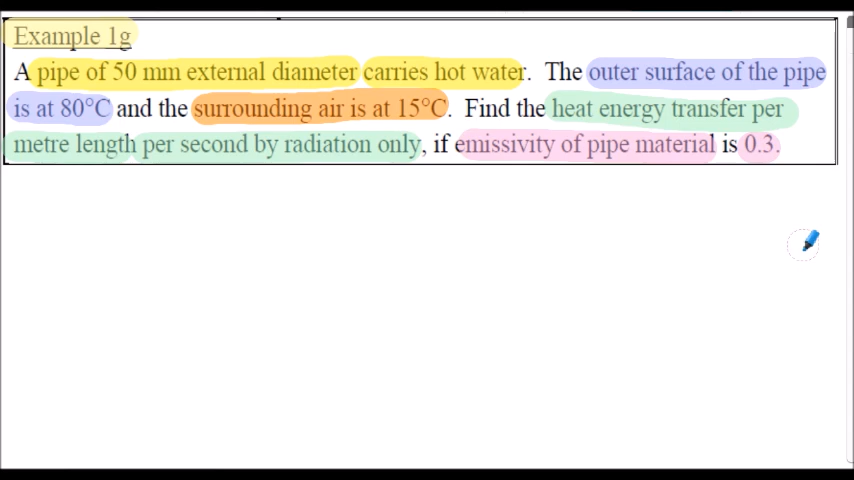 Example 1g
A pipe of 50 mm external diameter carries hot water.  The outer surface of the pipe
is at 80°C and the surrounding air is at 15°C.  Find the heat energy transfer per
metre length per second by radiation only, if emissivity of pipe material is 0.3.